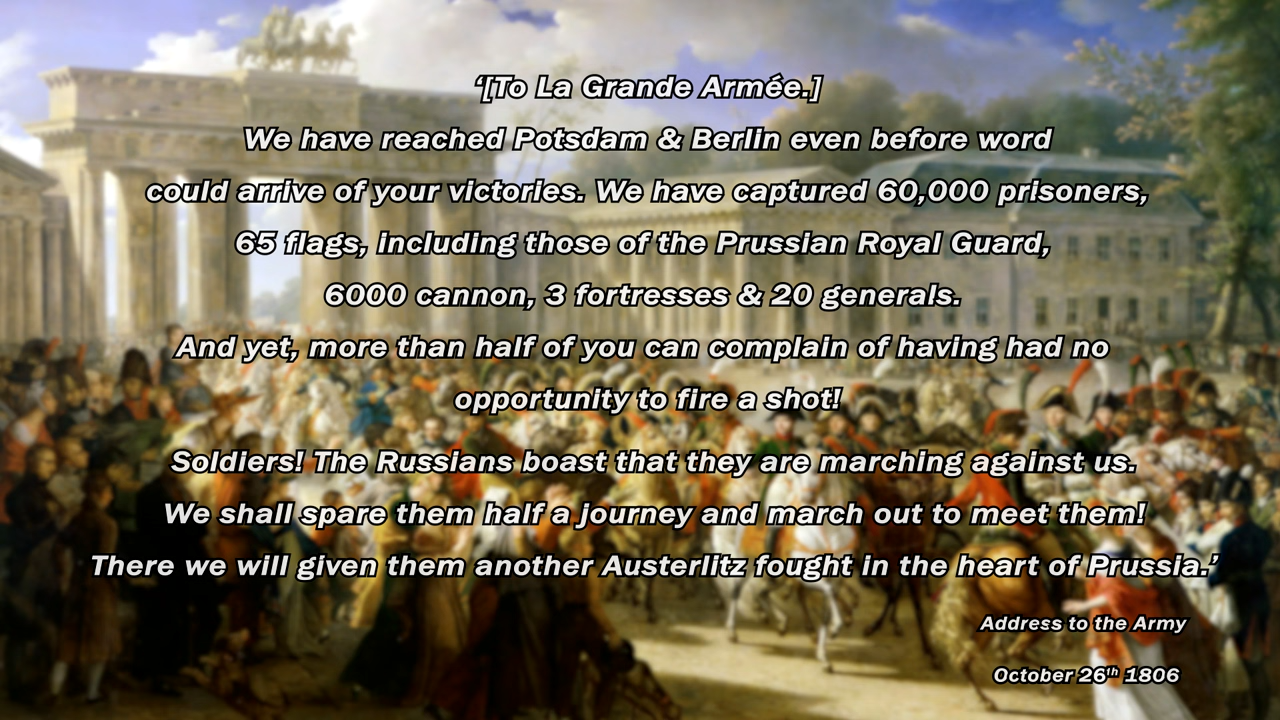 ‘[To La Grande Armée.]
We have reached Potsdam & Berlin even before word
could arrive of your victories. We have captured 60,000 prisoners,
65 flags, including those of the Prussian Royal Guard,
6000 cannon, 3 fortresses & 20 generals.
And yet, more than half of you can complain of having had no
opportunity to fire a shot!
Soldiers! The Russians boast that they are marching against us.
We shall spare them half a journey and march out to meet them!
There we will given them another Austerlitz fought in the heart of Prussia.’
Address to the Army
October 26th 1806